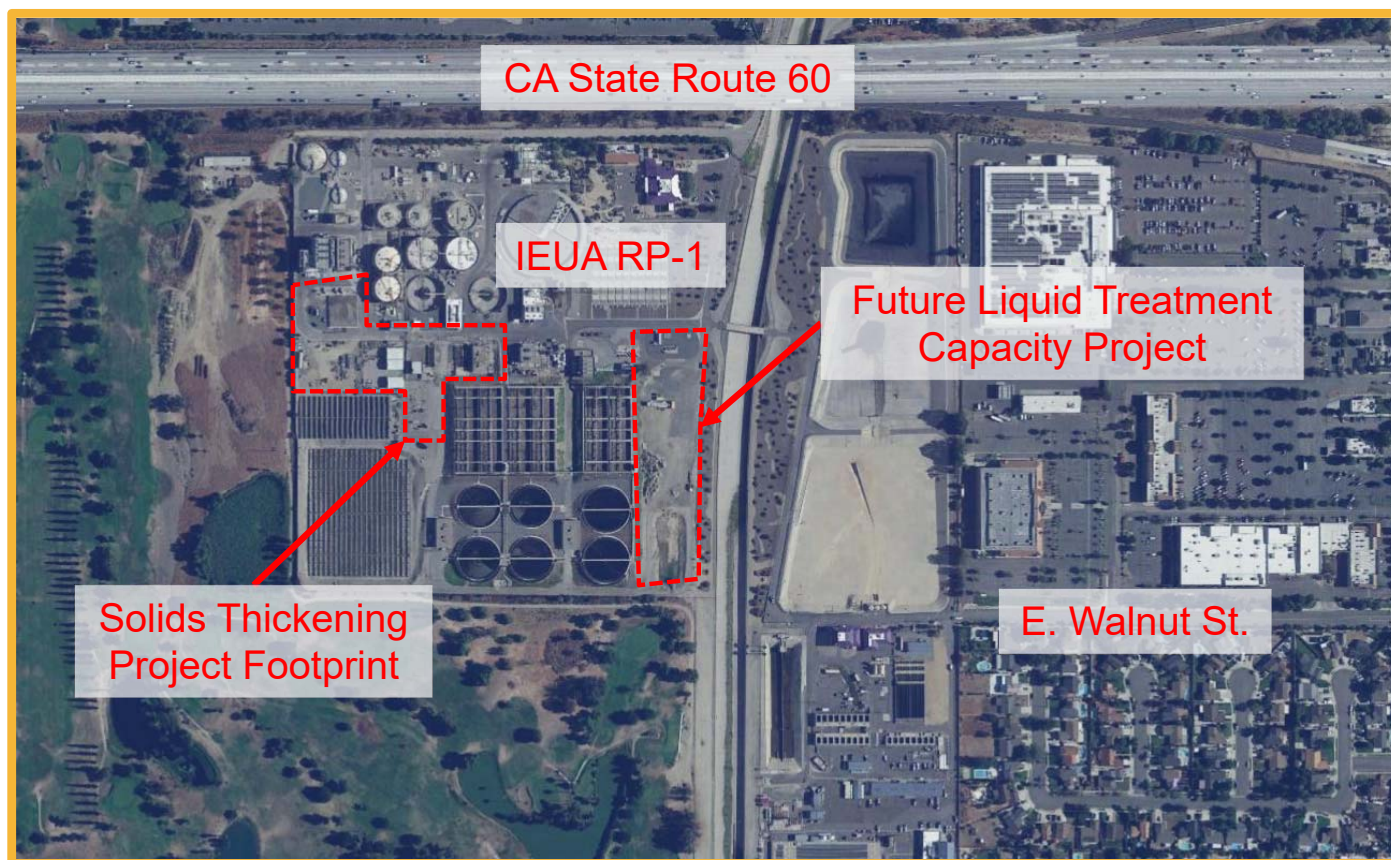 CA State Route 60
IEUA RP-1
Future Liquid Treatment
Capacity Project
Solids Thickening
Project Footprint
E. Walnut St.